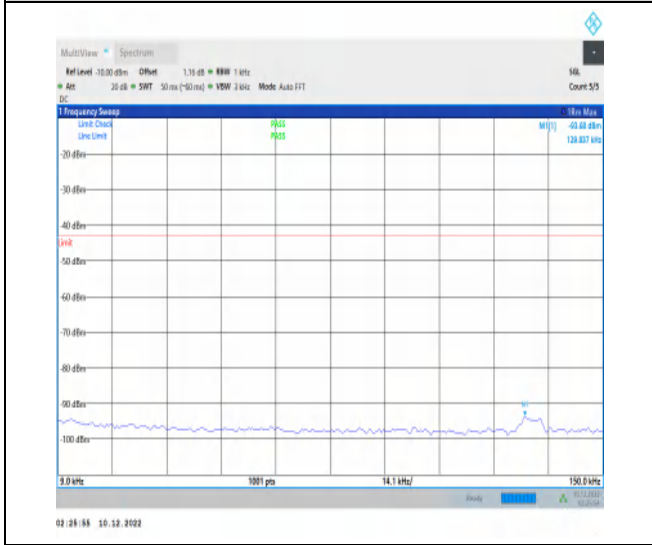 MultiView Spectrum
Ref Level -10.00 dBm Offset 1.16 dB RBW 1 kHz SGL
Att 20 dB SWT 50 ms (~60 ms) VBW 3 kHz Mode Auto FFT Count 5/5
DC
1 Frequency Sweep 1Rm Max
Limit Check PASS M1[1] dBm
Line Limit PASS 129.837 kHz
-20 dBm
-30 dBm
-40 dBm
Limit
-50 dBm
-60 dBm
-70 dBm
-80 dBm
-90 dBm
M1
-100 dBm
9.0 kHz 1001 pts 14.1 kHz/ 150.0 kHz
Ready
02:25:55 10.12.2022